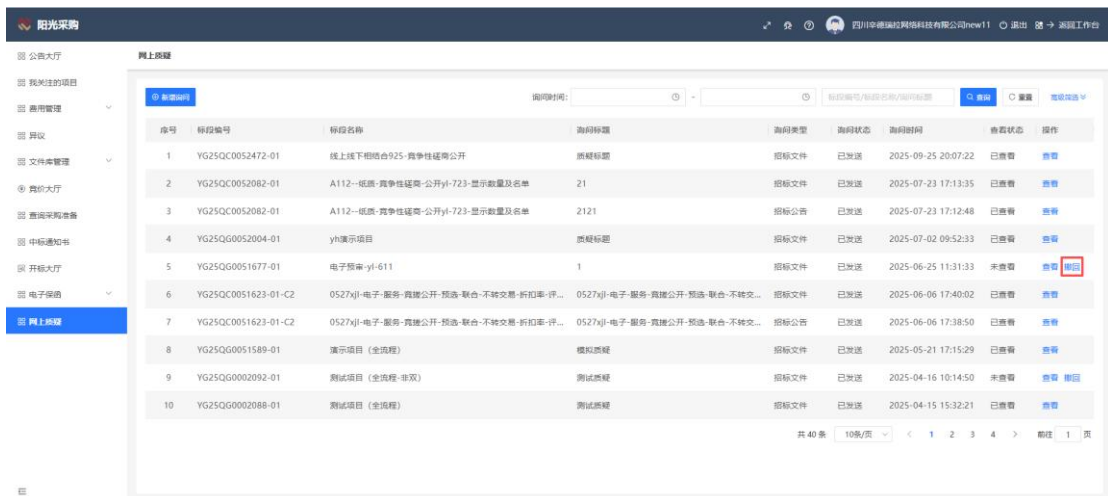 阳光采购
四川辛德瑞拉网络科技有限公司new11 退出 返回工作台
公告大厅
我关注的项目
费用管理
异议
文件库管理
竞价大厅
查询采购准备
中标通知书
开标大厅
电子保函
网上质疑
网上质疑
新增询问 询问时间: - 标段编号/标段名称/询问标题 查询 重置 高级筛选
序号 标段编号 标段名称 询问标题 询问类型 询问状态 询问时间 查看状态 操作
1 YG25QC0052472-01 线上线下相结合925-竞争性磋商公开 质疑标题 招标文件 已发送 2025-09-25 20:07:22 已查看 查看
2 YG25QC0052082-01 A112--纸质-竞争性磋商-公开yl-723-显示数量及名单 21 招标文件 已发送 2025-07-23 17:13:35 已查看 查看
3 YG25QC0052082-01 A112--纸质-竞争性磋商-公开yl-723-显示数量及名单 2121 招标公告 已发送 2025-07-23 17:12:48 已查看 查看
4 YG25QG0052004-01 yh演示项目 质疑标题 招标文件 已发送 2025-07-02 09:52:33 已查看 查看
5 YG25QG0051677-01 电子预审-yl-611 1 招标文件 已发送 2025-06-25 11:31:33 未查看 查看 撤回
6 YG25QC0051623-01-C2 0527xjl-电子-服务-竞搓公开-预选-联合-不转交易-折扣率-评... 0527xjl-电子-服务-竞搓公开-预选-联合-不转交... 招标文件 已发送 2025-06-06 17:40:02 已查看 查看
7 YG25QC0051623-01-C2 0527xjl-电子-服务-竞搓公开-预选-联合-不转交易-折扣率-评... 0527xjl-电子-服务-竞搓公开-预选-联合-不转交... 招标公告 已发送 2025-06-06 17:38:50 已查看 查看
8 YG25QG0051589-01 演示项目（全流程） 模拟质疑 招标文件 已发送 2025-05-21 17:15:29 已查看 查看
9 YG25QG0002092-01 测试项目（全流程-非双） 测试质疑 招标文件 已发送 2025-04-16 10:14:50 未查看 查看 撤回
10 YG25QG0002088-01 测试项目（全流程） 测试质疑 招标文件 已发送 2025-04-15 15:32:21 已查看 查看
共 40 条 10条/页 < 1 2 3 4 > 前往 1 页